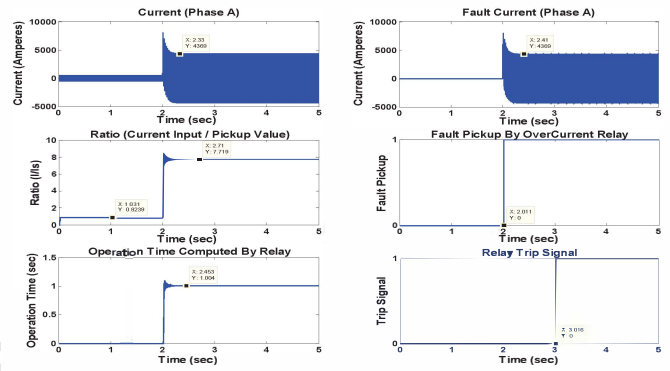 Current (Phase A)
Current (Amperes)
10000
5000
0
-5000
X: 2.33
Y: 4369
0 1 2 3 4 5
Time (sec)
Fault Current (Phase A)
Current (Amperes)
10000
5000
0
-5000
X: 2.41
Y: 4369
0 1 2 3 4 5
Time (sec)
Ratio (Current Input / Pickup Value)
Ratio (I/Is)
10
8
6
4
2
0
X: 2.71
Y: 7.719
X: 1.031
Y: 0.8239
0 1 2 3 4 5
Time (sec)
Fault Pickup By OverCurrent Relay
Fault Pickup
1
0
X: 2.011
Y: 0
0 1 2 3 4 5
Time (sec)
Operation Time Computed By Relay
Operation Time (sec)
1.5
1
0.5
0
X: 2.453
Y: 1.004
0 1 2 3 4 5
Time (sec)
Relay Trip Signal
Trip Signal
1
0
X: 3.016
Y: 0
0 1 2 3 4 5
Time (sec)